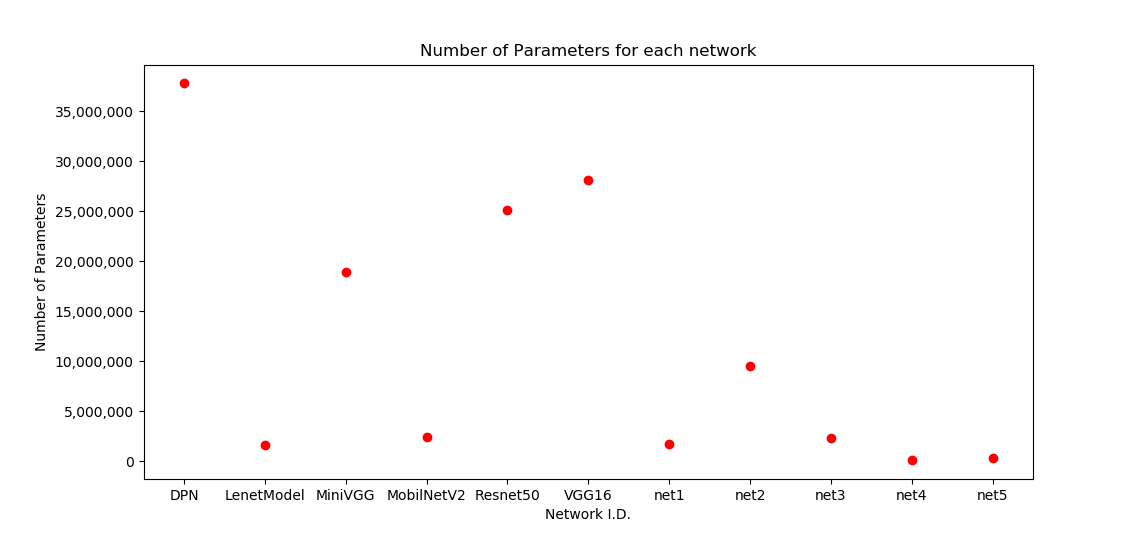 Number of Parameters for each network
Number of Parameters
35,000,000
30,000,000
25,000,000
20,000,000
15,000,000
10,000,000
5,000,000
0
DPN LenetModel MiniVGG MobilNetV2 Resnet50 VGG16 net1 net2 net3 net4 net5
Network I.D.